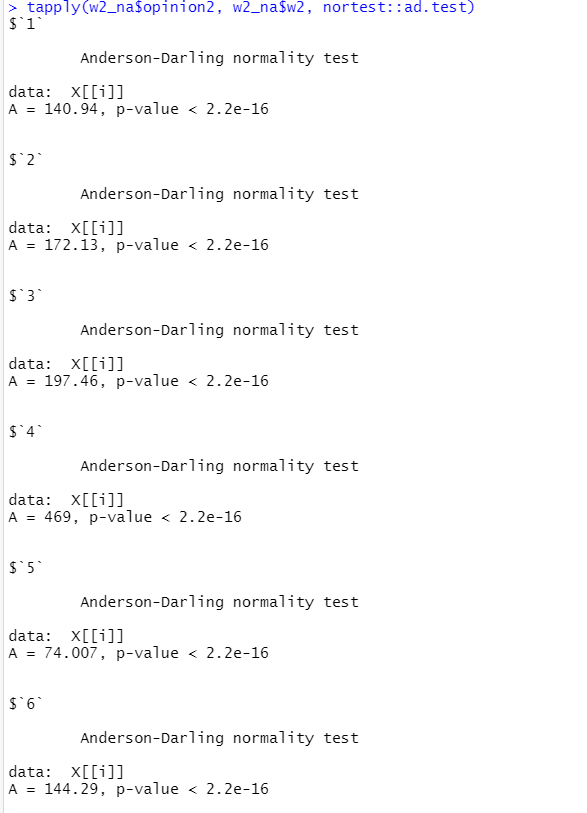 > tapply(w2_na$opinion2, w2_na$w2, nortest::ad.test)
$`1`
Anderson-Darling normality test
data:  X[[i]]
A = 140.94, p-value < 2.2e-16
$`2`
Anderson-Darling normality test
data:  X[[i]]
A = 172.13, p-value < 2.2e-16
$`3`
Anderson-Darling normality test
data:  X[[i]]
A = 197.46, p-value < 2.2e-16
$`4`
Anderson-Darling normality test
data:  X[[i]]
A = 469, p-value < 2.2e-16
$`5`
Anderson-Darling normality test
data:  X[[i]]
A = 74.007, p-value < 2.2e-16
$`6`
Anderson-Darling normality test
data:  X[[i]]
A = 144.29, p-value < 2.2e-16